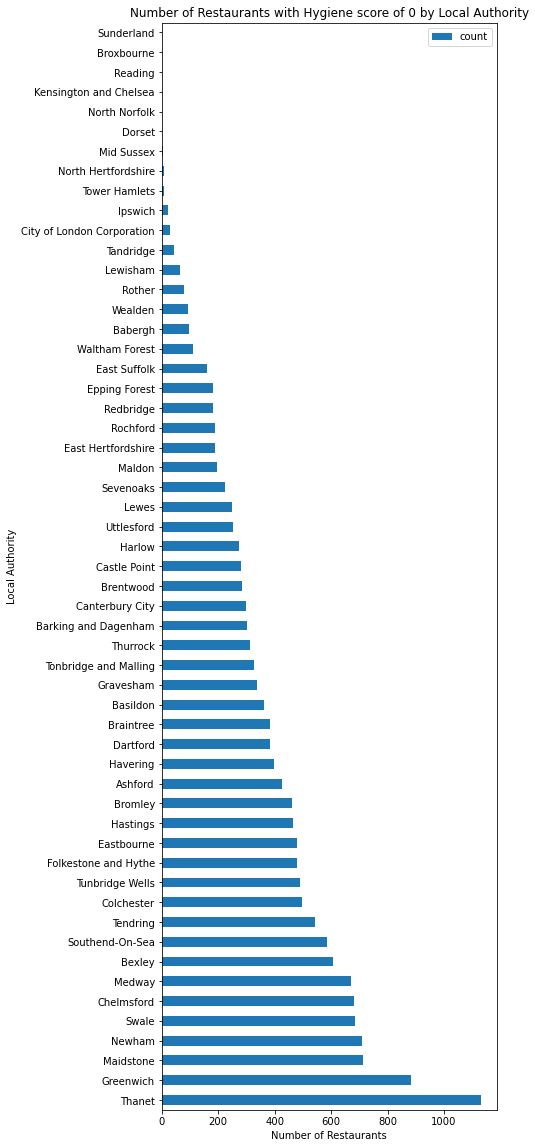 Number of Restaurants with Hygiene score of 0 by Local Authority
count
Sunderland
Broxbourne
Reading
Kensington and Chelsea
North Norfolk
Dorset
Mid Sussex
North Hertfordshire
Tower Hamlets
Ipswich
City of London Corporation
Tandridge
Lewisham
Rother
Wealden
Babergh
Waltham Forest
East Suffolk
Epping Forest
Redbridge
Rochford
East Hertfordshire
Maldon
Sevenoaks
Lewes
Uttlesford
Harlow
Castle Point
Brentwood
Canterbury City
Barking and Dagenham
Thurrock
Tonbridge and Malling
Gravesham
Basildon
Braintree
Dartford
Havering
Ashford
Bromley
Hastings
Eastbourne
Folkestone and Hythe
Tunbridge Wells
Colchester
Tendring
Southend-On-Sea
Bexley
Medway
Chelmsford
Swale
Newham
Maidstone
Greenwich
Thanet
Local Authority
0 200 400 600 800 1000
Number of Restaurants